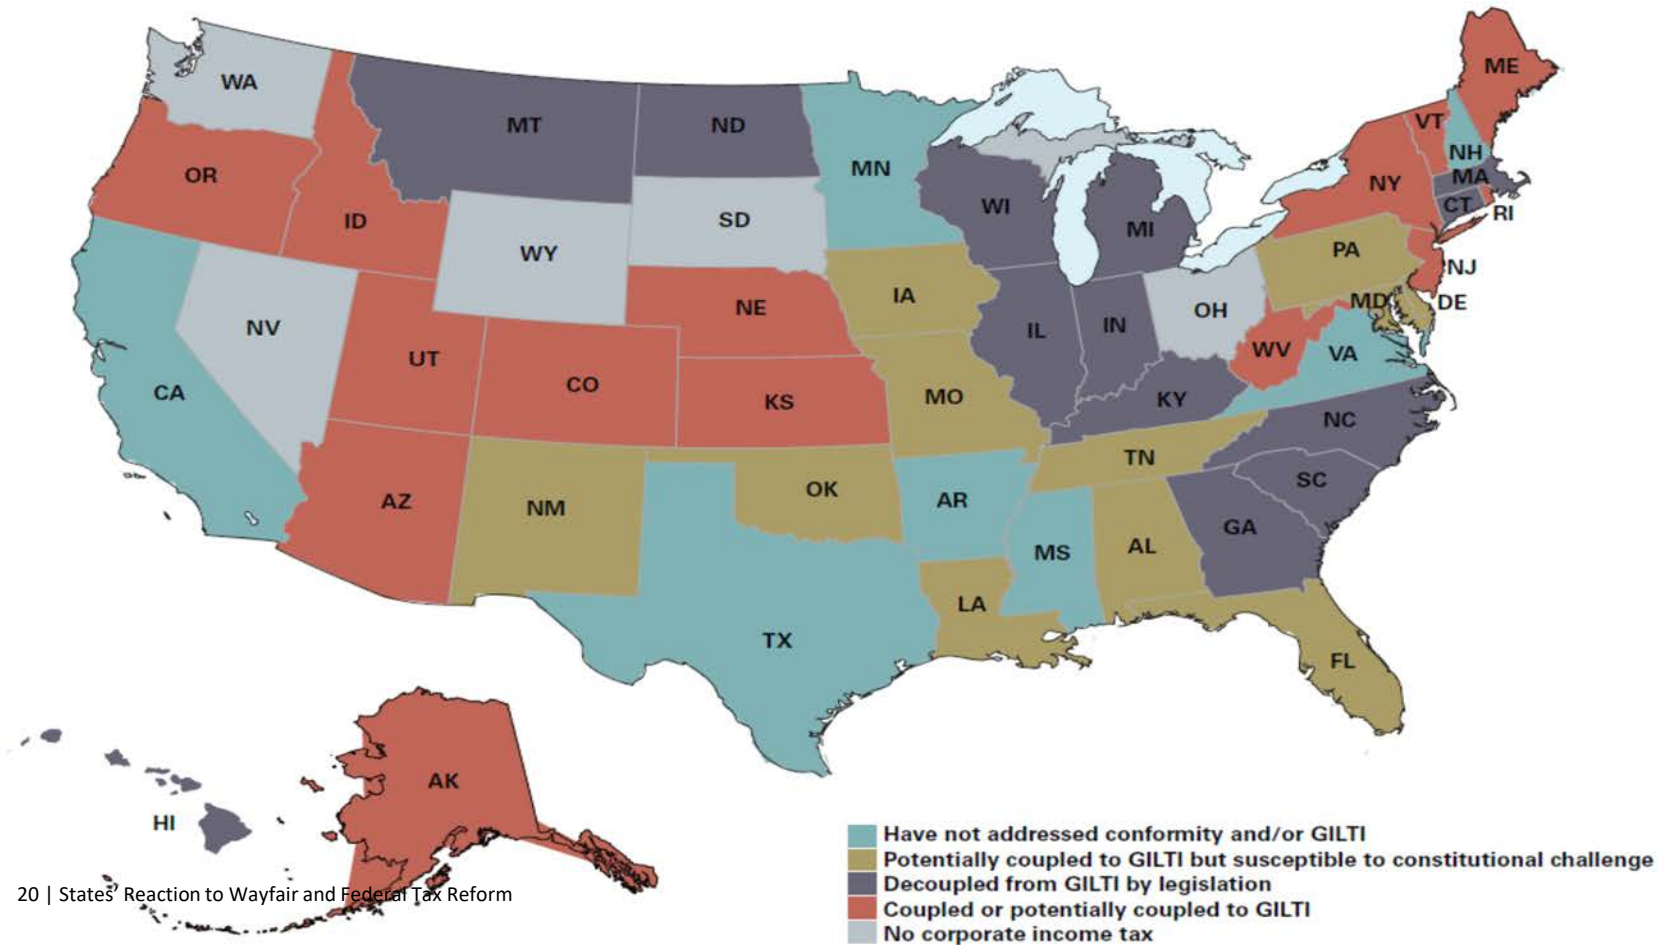 ME
WA
VT
MT
ND
NH
MN
MA
OR
NY
CT
WI
RI
ID
SD
MI
PA
WY
NJ
IA
MD
DE
NE
OH
NV
IL
IN
WV
VA
UT
CO
CA
KS
MO
KY
NC
TN
SC
AZ
NM
OK
AR
GA
MS
AL
LA
TX
FL
AK
HI
Have not addressed conformity and/or GILTI
Potentially coupled to GILTI but susceptible to constitutional challenge
Decoupled from GILTI by legislation
Coupled or potentially coupled to GILTI
No corporate income tax
20 | States’ Reaction to Wayfair and Federal Tax Reform